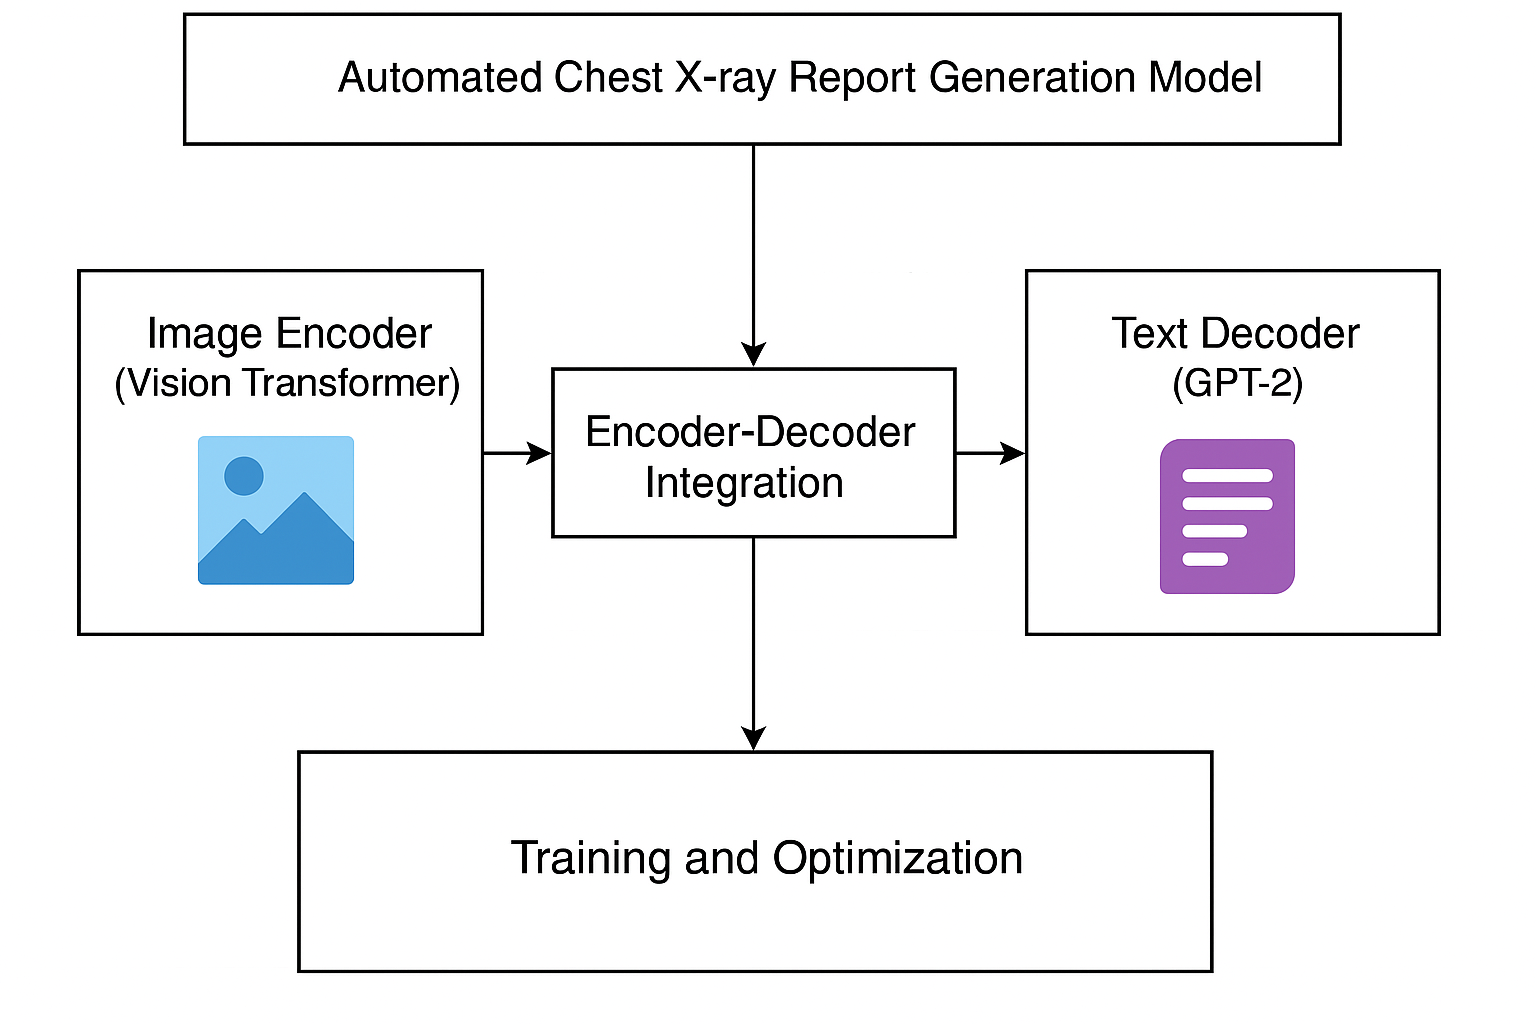 Automated Chest X-ray Report Generation Model
Image Encoder
(Vision Transformer)
Encoder-Decoder
Integration
Text Decoder
(GPT-2)
Training and Optimization